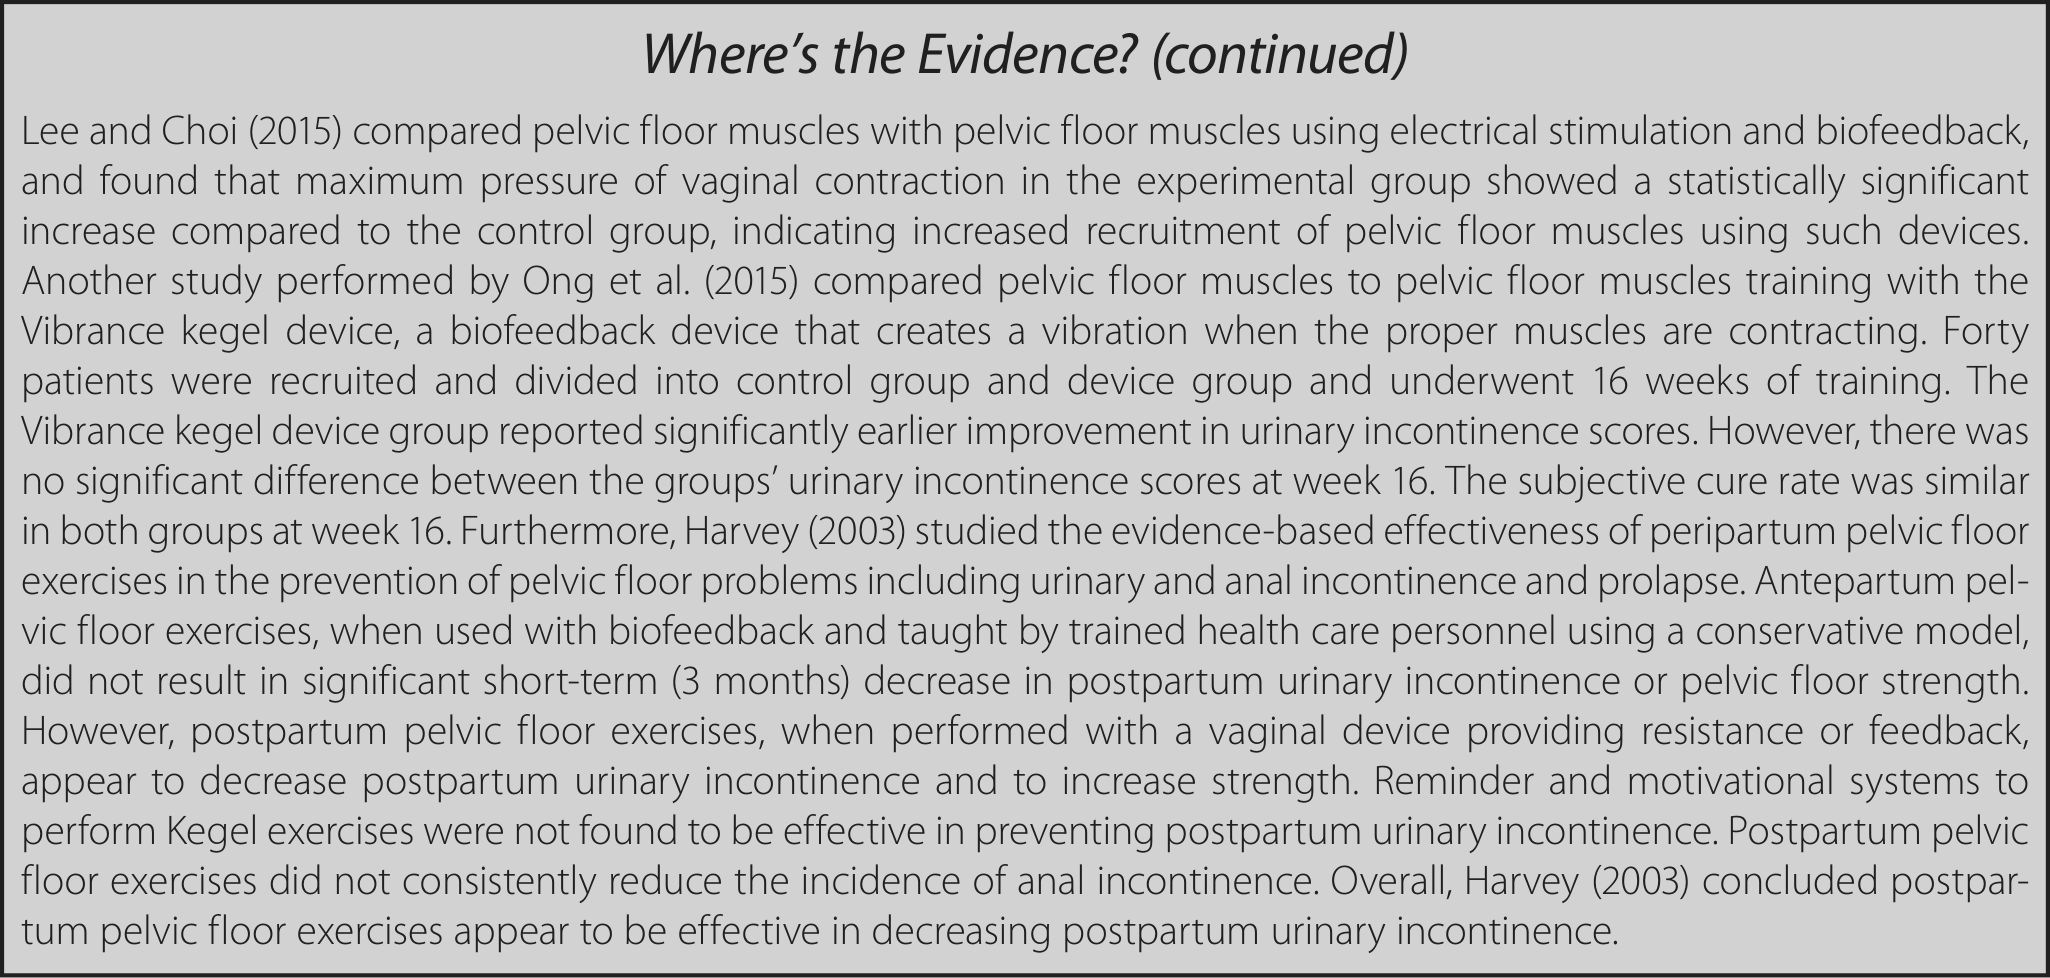 Where’s the Evidence? (continued)
Lee and Choi (2015) compared pelvic floor muscles with pelvic floor muscles using electrical stimulation and biofeedback,
and found that maximum pressure of vaginal contraction in the experimental group showed a statistically significant
increase compared to the control group, indicating increased recruitment of pelvic floor muscles using such devices.
Another study performed by Ong et al. (2015) compared pelvic floor muscles to pelvic floor muscles training with the
Vibrance kegel device, a biofeedback device that creates a vibration when the proper muscles are contracting. Forty
patients were recruited and divided into control group and device group and underwent 16 weeks of training. The
Vibrance kegel device group reported significantly earlier improvement in urinary incontinence scores. However, there was
no significant difference between the groups’ urinary incontinence scores at week 16. The subjective cure rate was similar
in both groups at week 16. Furthermore, Harvey (2003) studied the evidence-based effectiveness of peripartum pelvic floor
exercises in the prevention of pelvic floor problems including urinary and anal incontinence and prolapse. Antepartum pel-
vic floor exercises, when used with biofeedback and taught by trained health care personnel using a conservative model,
did not result in significant short-term (3 months) decrease in postpartum urinary incontinence or pelvic floor strength.
However, postpartum pelvic floor exercises, when performed with a vaginal device providing resistance or feedback,
appear to decrease postpartum urinary incontinence and to increase strength. Reminder and motivational systems to
perform Kegel exercises were not found to be effective in preventing postpartum urinary incontinence. Postpartum pelvic
floor exercises did not consistently reduce the incidence of anal incontinence. Overall, Harvey (2003) concluded postpar-
tum pelvic floor exercises appear to be effective in decreasing postpartum urinary incontinence.